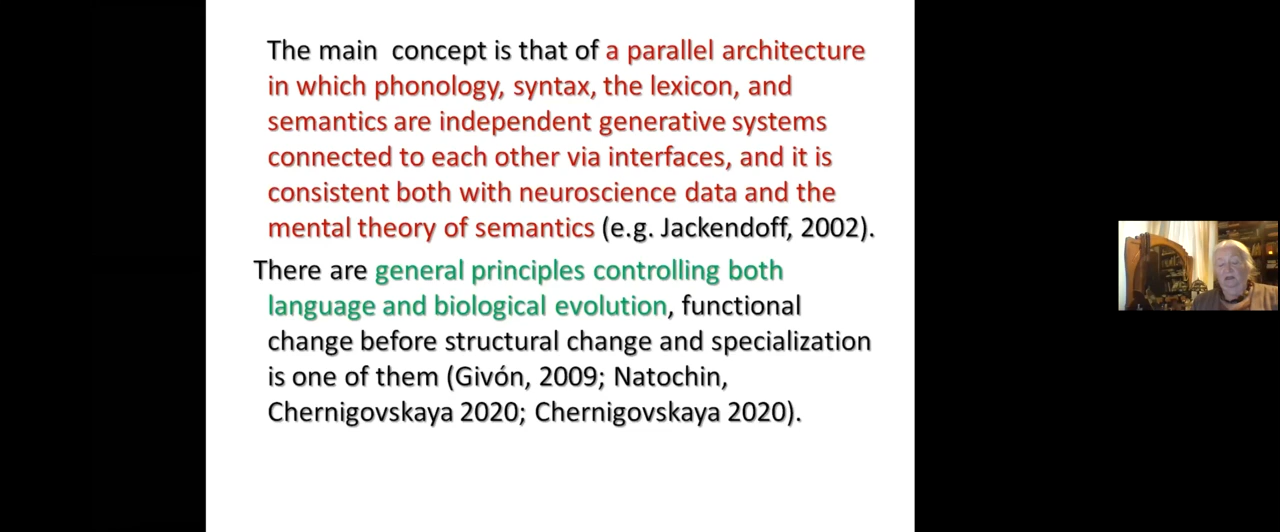 The main concept is that of a parallel architecture
in which phonology, syntax, the lexicon, and
semantics are independent generative systems
connected to each other via interfaces, and it is
consistent both with neuroscience data and the
mental theory of semantics (e.g. Jackendoff, 2002).
There are general principles controlling both
language and biological evolution, functional
change before structural change and specialization
is one of them (Givón, 2009; Natochin,
Chernigovskaya 2020; Chernigovskaya 2020).